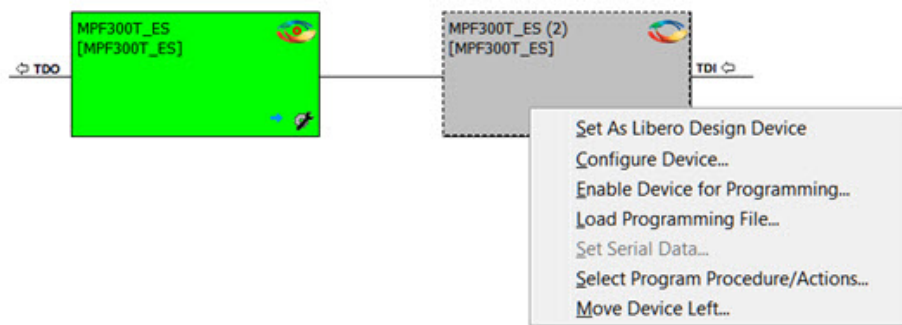 MPF300T_ES
[MPF300T_ES]
MPF300T_ES (2)
[MPF300T_ES]
TDO
TDI
Set As Libero Design Device
Configure Device...
Enable Device for Programming...
Load Programming File...
Set Serial Data...
Select Program Procedure/Actions...
Move Device Left...